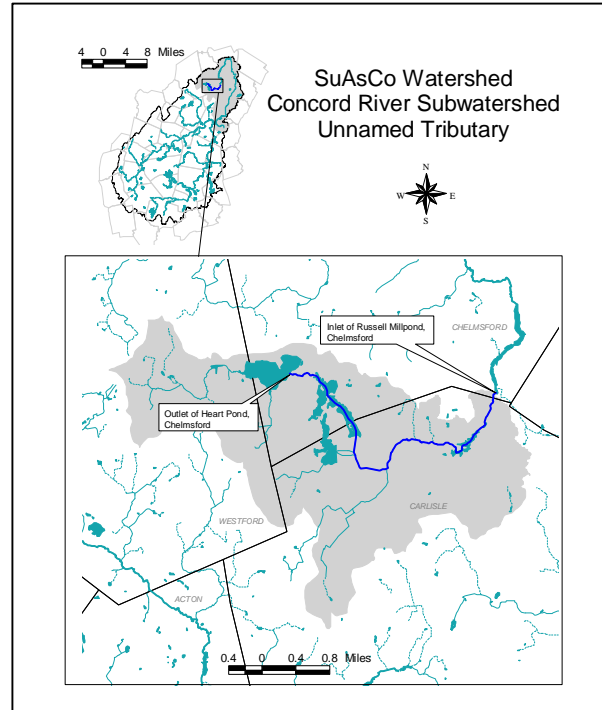 4 0 4 8 Miles
SuAsCo Watershed
Concord River Subwatershed
Unnamed Tributary
N
W E
S
Inlet of Russell Millpond,
Chelmsford
CHELMSFORD
Outlet of Heart Pond,
Chelmsford
WESTFORD
CARLISLE
ACTON
0.4 0 0.4 0.8 Miles